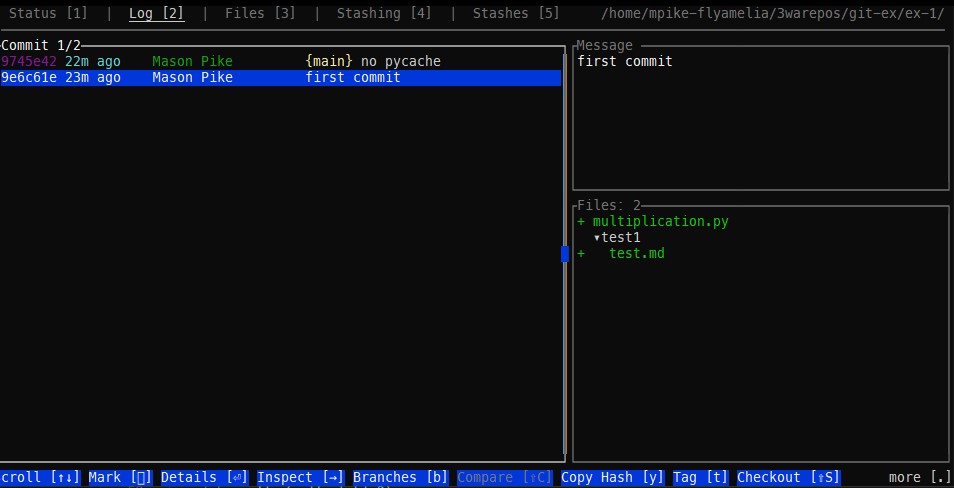 Status [1] | Log [2] | Files [3] | Stashing [4] | Stashes [5] /home/mpike-flyamelia/3warepos/git-ex/ex-1/
Commit 1/2
9745e42 22m ago Mason Pike {main} no pycache
9e6c61e 23m ago Mason Pike first commit
Message
first commit
Files: 2
+ multiplication.py
▾test1
+ test.md
croll [↑↓] Mark [▯] Details [⏎] Inspect [→] Branches [b] Compare [⇧C] Copy Hash [y] Tag [t] Checkout [⇧S] more [.]